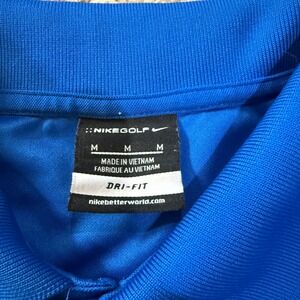 NIKEGOLF
M M M
MADE IN VIETNAM
FABRIQUE AU VIETNAM
DRI-FIT
nikebetterworld.com